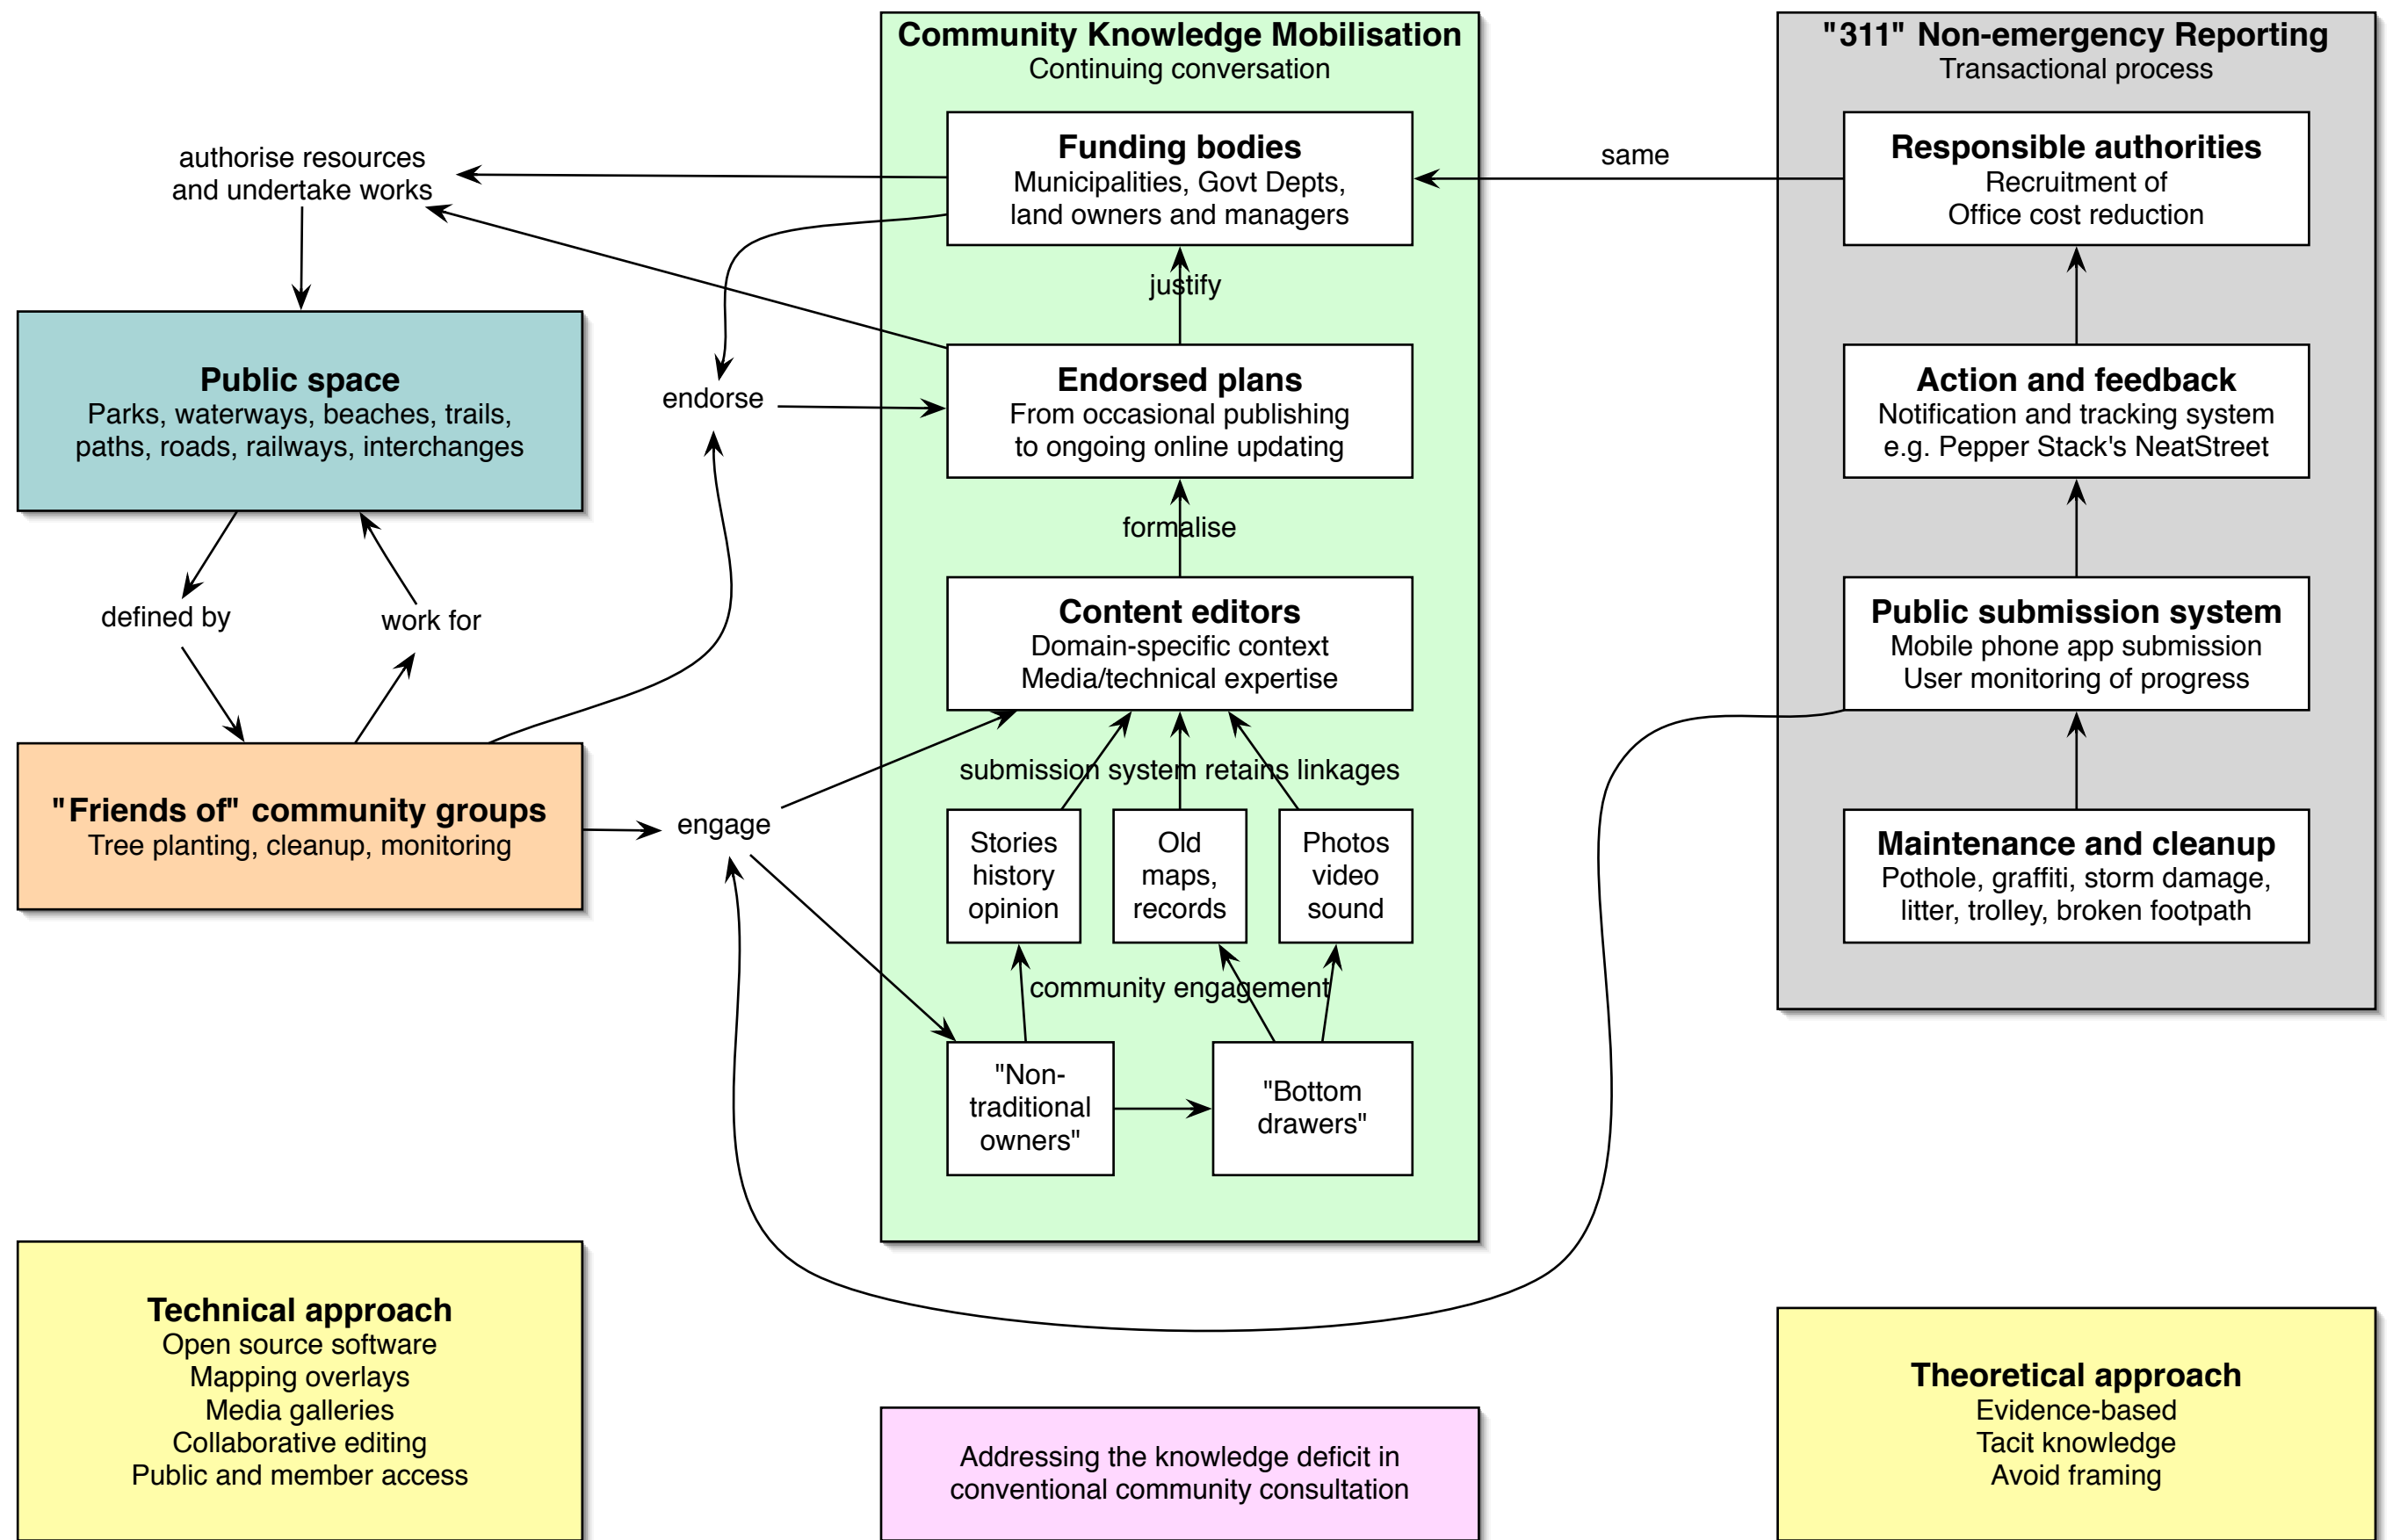 Community Knowledge Mobilisation
Continuing conversation
"311" Non-emergency Reporting
Transactional process
authorise resources
and undertake works
Funding bodies
Municipalities, Govt Depts,
land owners and managers
same
Responsible authorities
Recruitment of
Office cost reduction
justify
Public space
Parks, waterways, beaches, trails,
paths, roads, railways, interchanges
endorse
Endorsed plans
From occasional publishing
to ongoing online updating
Action and feedback
Notification and tracking system
e.g. Pepper Stack's NeatStreet
formalise
defined by
work for
Content editors
Domain-specific context
Media/technical expertise
Public submission system
Mobile phone app submission
User monitoring of progress
submission system retains linkages
"Friends of" community groups
Tree planting, cleanup, monitoring
engage
Stories
history
opinion
Old
maps,
records
Photos
video
sound
Maintenance and cleanup
Pothole, graffiti, storm damage,
litter, trolley, broken footpath
community engagement
"Non-
traditional
owners"
"Bottom
drawers"
Technical approach
Open source software
Mapping overlays
Media galleries
Collaborative editing
Public and member access
Addressing the knowledge deficit in
conventional community consultation
Theoretical approach
Evidence-based
Tacit knowledge
Avoid framing